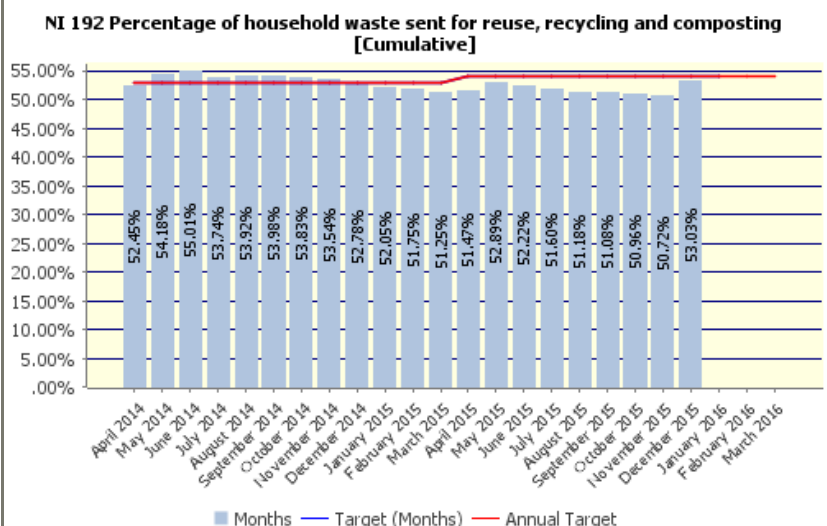 NI 192 Percentage of household waste sent for reuse, recycling and composting
[Cumulative]
55.00%
50.00%
45.00%
40.00%
35.00%
30.00%
25.00%
20.00%
15.00%
10.00%
5.00%
.00%
52.45%
54.18%
55.01%
53.74%
53.92%
53.98%
53.83%
53.54%
52.78%
52.05%
51.75%
51.25%
51.47%
52.89%
52.22%
51.60%
51.18%
51.08%
50.96%
50.72%
53.03%
April 2014
May 2014
June 2014
July 2014
August 2014
September 2014
October 2014
November 2014
December 2014
January 2015
February 2015
March 2015
April 2015
May 2015
June 2015
July 2015
August 2015
September 2015
October 2015
November 2015
December 2015
January 2016
February 2016
March 2016
Months Target (Months) Annual Target